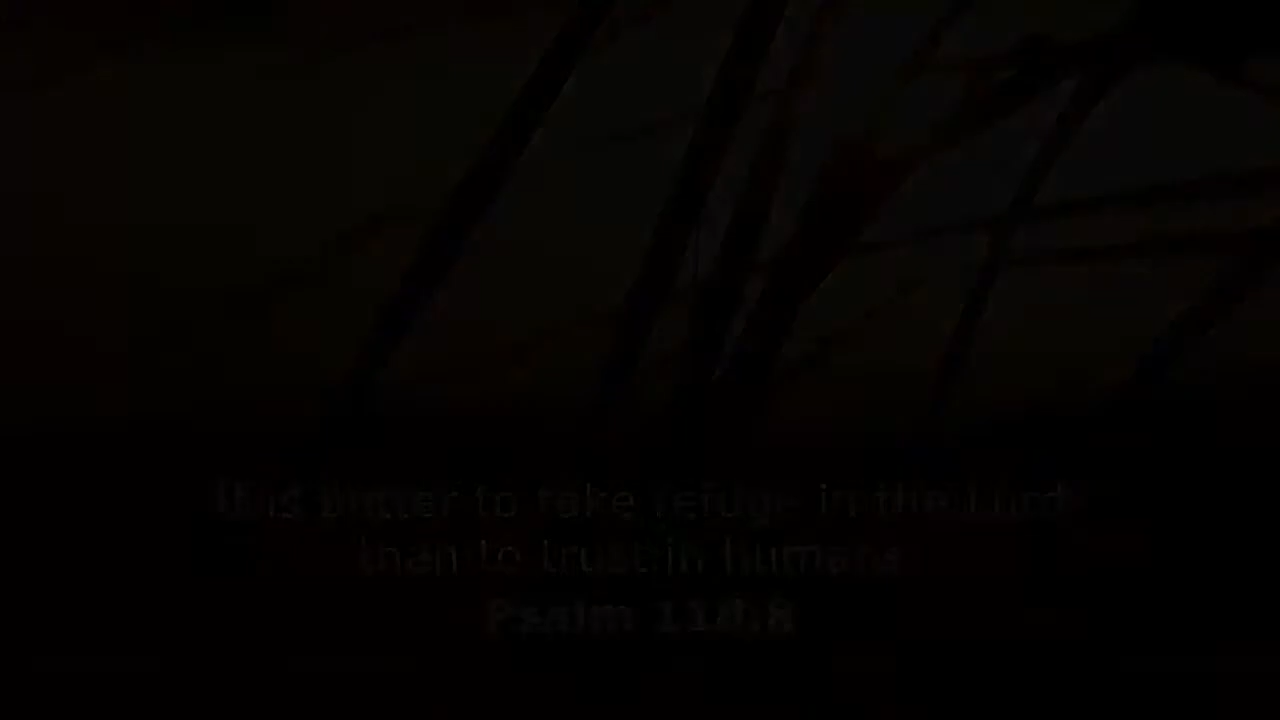 It is better to take refuge in the Lord
than to trust in humans
Psalm 118:8